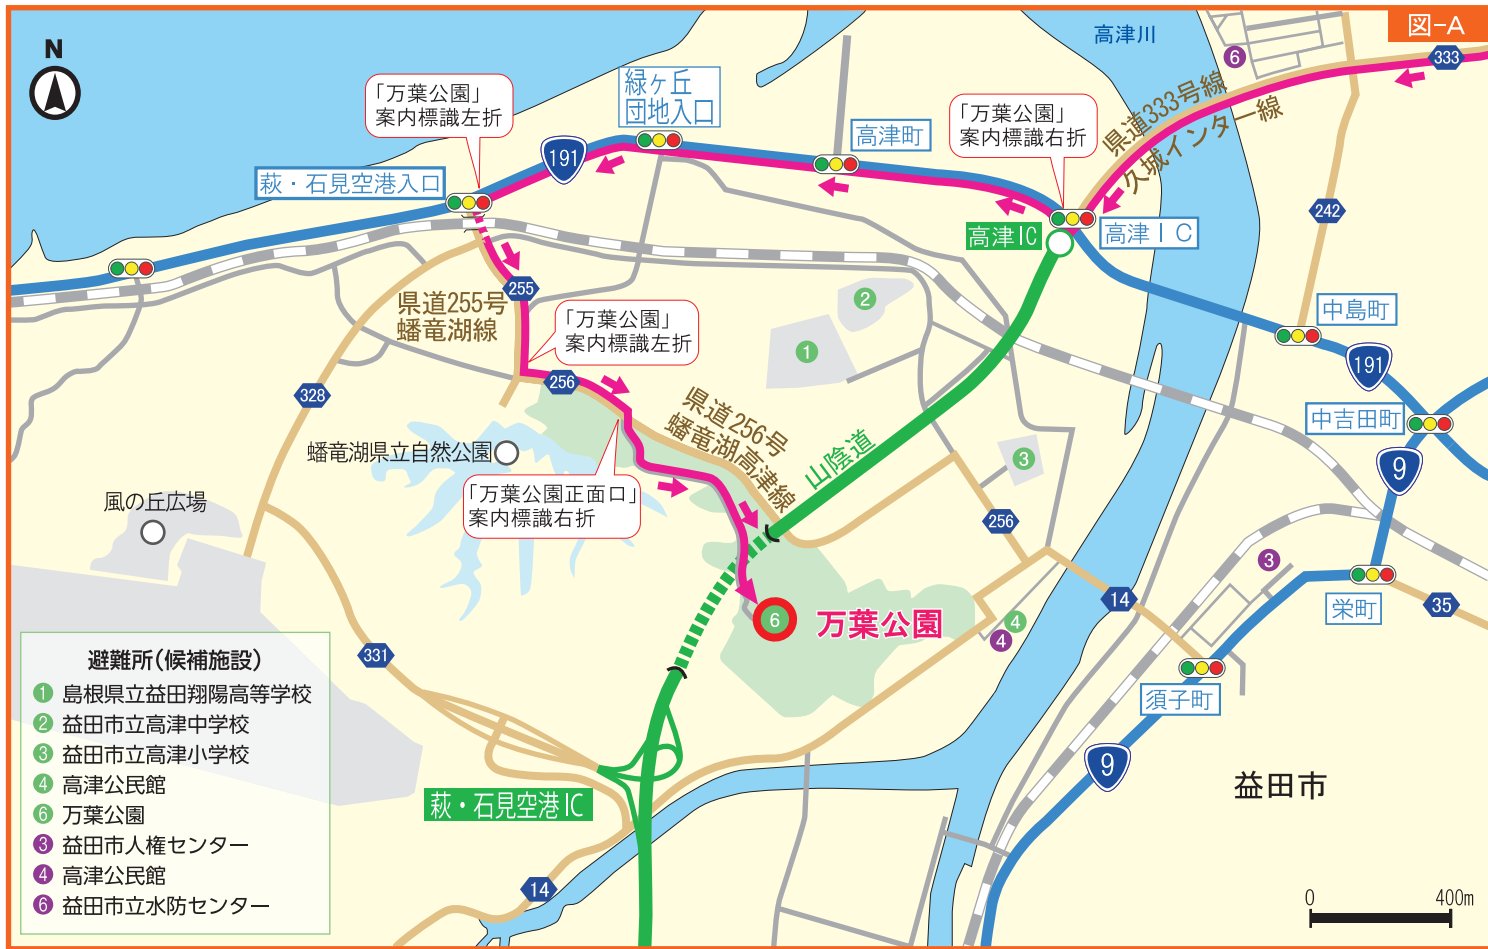 図-A
N
高津川
6
333
「万葉公園」
案内標識左折
緑ヶ丘
団地入口
高津町
「万葉公園」
案内標識右折
県道333号線
久城インター線
191
萩・石見空港入口
242
高津IC
高津IC
255
県道255号
蟠竜湖線
「万葉公園」
案内標識左折
2
1
中島町
191
256
328
県道256号
蟠竜湖高津線
中吉田町
山陰道
蟠竜湖県立自然公園
3
9
「万葉公園正面口」
案内標識右折
風の丘広場
256
3
14
栄町
35
6
万葉公園
4
4
331
須子町
9
益田市
萩・石見空港IC
14
避難所(候補施設)
1 島根県立益田翔陽高等学校
2 益田市立高津中学校
3 益田市立高津小学校
4 高津公民館
6 万葉公園
3 益田市人権センター
4 高津公民館
6 益田市立水防センター
0 400m